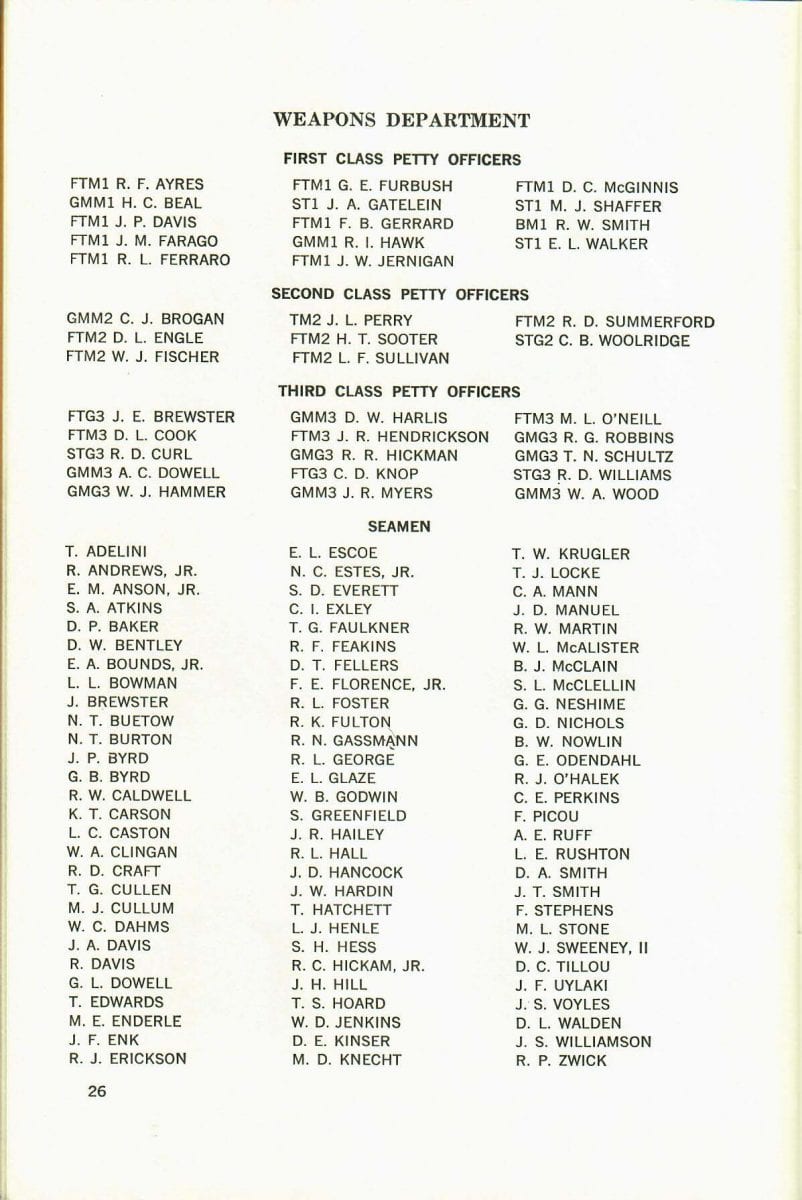 WEAPONS DEPARTMENT
FIRST CLASS PETTY OFFICERS
FTM1 R. F. AYRES
GMM1 H. C. BEAL
FTM1 J. P. DAVIS
FTM1 J. M. FARAGO
FTM1 R. L. FERRARO
FTM1 G. E. FURBUSH
ST1 J. A. GATELEIN
FTM1 F. B. GERRARD
GMM1 R. I. HAWK
FTM1 J. W. JERNIGAN
FTM1 D. C. McGINNIS
ST1 M. J. SHAFFER
BM1 R. W. SMITH
ST1 E. L. WALKER
SECOND CLASS PETTY OFFICERS
GMM2 C. J. BROGAN
FTM2 D. L. ENGLE
FTM2 W. J. FISCHER
TM2 J. L. PERRY
FTM2 H. T. SOOTER
FTM2 L. F. SULLIVAN
FTM2 R. D. SUMMERFORD
STG2 C. B. WOOLRIDGE
THIRD CLASS PETTY OFFICERS
FTG3 J. E. BREWSTER
FTM3 D. L. COOK
STG3 R. D. CURL
GMM3 A. C. DOWELL
GMG3 W. J. HAMMER
GMM3 D. W. HARLIS
FTM3 J. R. HENDRICKSON
GMG3 R. R. HICKMAN
FTG3 C. D. KNOP
GMM3 J. R. MYERS
FTM3 M. L. O'NEILL
GMG3 R. G. ROBBINS
GMG3 T. N. SCHULTZ
STG3 R. D. WILLIAMS
GMM3 W. A. WOOD
SEAMEN
T. ADELINI
R. ANDREWS, JR.
E. M. ANSON, JR.
S. A. ATKINS
D. P. BAKER
D. W. BENTLEY
E. A. BOUNDS, JR.
L. L. BOWMAN
J. BREWSTER
N. T. BUETOW
N. T. BURTON
J. P. BYRD
G. B. BYRD
R. W. CALDWELL
K. T. CARSON
L. C. CASTON
W. A. CLINGAN
R. D. CRAFT
T. G. CULLEN
M. J. CULLUM
W. C. DAHMS
J. A. DAVIS
R. DAVIS
G. L. DOWELL
T. EDWARDS
M. E. ENDERLE
J. F. ENK
R. J. ERICKSON
E. L. ESCOE
N. C. ESTES, JR.
S. D. EVERETT
C. I. EXLEY
T. G. FAULKNER
R. F. FEAKINS
D. T. FELLERS
F. E. FLORENCE, JR.
R. L. FOSTER
R. K. FULTON
R. N. GASSMANN
R. L. GEORGE
E. L. GLAZE
W. B. GODWIN
S. GREENFIELD
J. R. HAILEY
R. L. HALL
J. D. HANCOCK
J. W. HARDIN
T. HATCHETT
L. J. HENLE
S. H. HESS
R. C. HICKAM, JR.
J. H. HILL
T. S. HOARD
W. D. JENKINS
D. E. KINSER
M. D. KNECHT
T. W. KRUGLER
T. J. LOCKE
C. A. MANN
J. D. MANUEL
R. W. MARTIN
W. L. McALISTER
B. J. McCLAIN
S. L. McCLELLIN
G. G. NESHIME
G. D. NICHOLS
B. W. NOWLIN
G. E. ODENDAHL
R. J. O'HALEK
C. E. PERKINS
F. PICOU
A. E. RUFF
L. E. RUSHTON
D. A. SMITH
J. T. SMITH
F. STEPHENS
M. L. STONE
W. J. SWEENEY, II
D. C. TILLOU
J. F. UYLAKI
J. S. VOYLES
D. L. WALDEN
J. S. WILLIAMSON
R. P. ZWICK
26